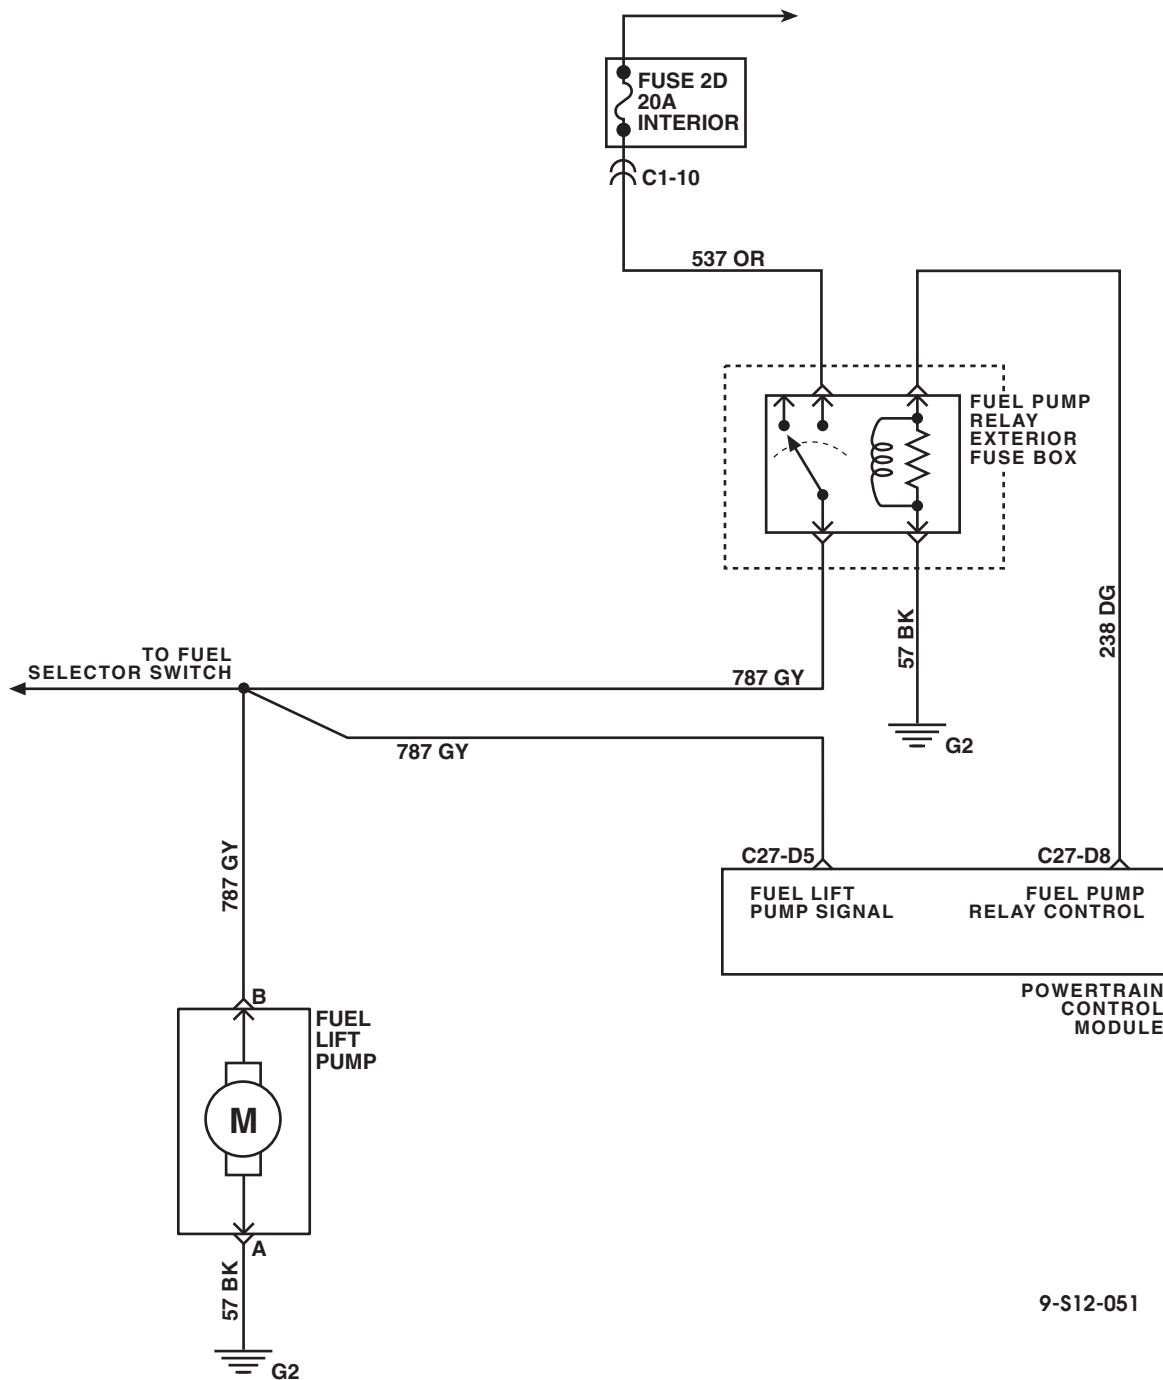 FUSE 2D
20A
INTERIOR
C1-10
537 OR
FUEL PUMP
RELAY
EXTERIOR
FUSE BOX
57 BK
238 DG
TO FUEL
SELECTOR SWITCH
787 GY
G2
787 GY
787 GY
C27-D5
C27-D8
FUEL LIFT
PUMP SIGNAL
FUEL PUMP
RELAY CONTROL
POWERTRAIN
CONTROL
MODULE
B
FUEL
LIFT
PUMP
M
A
57 BK
G2
9-S12-051